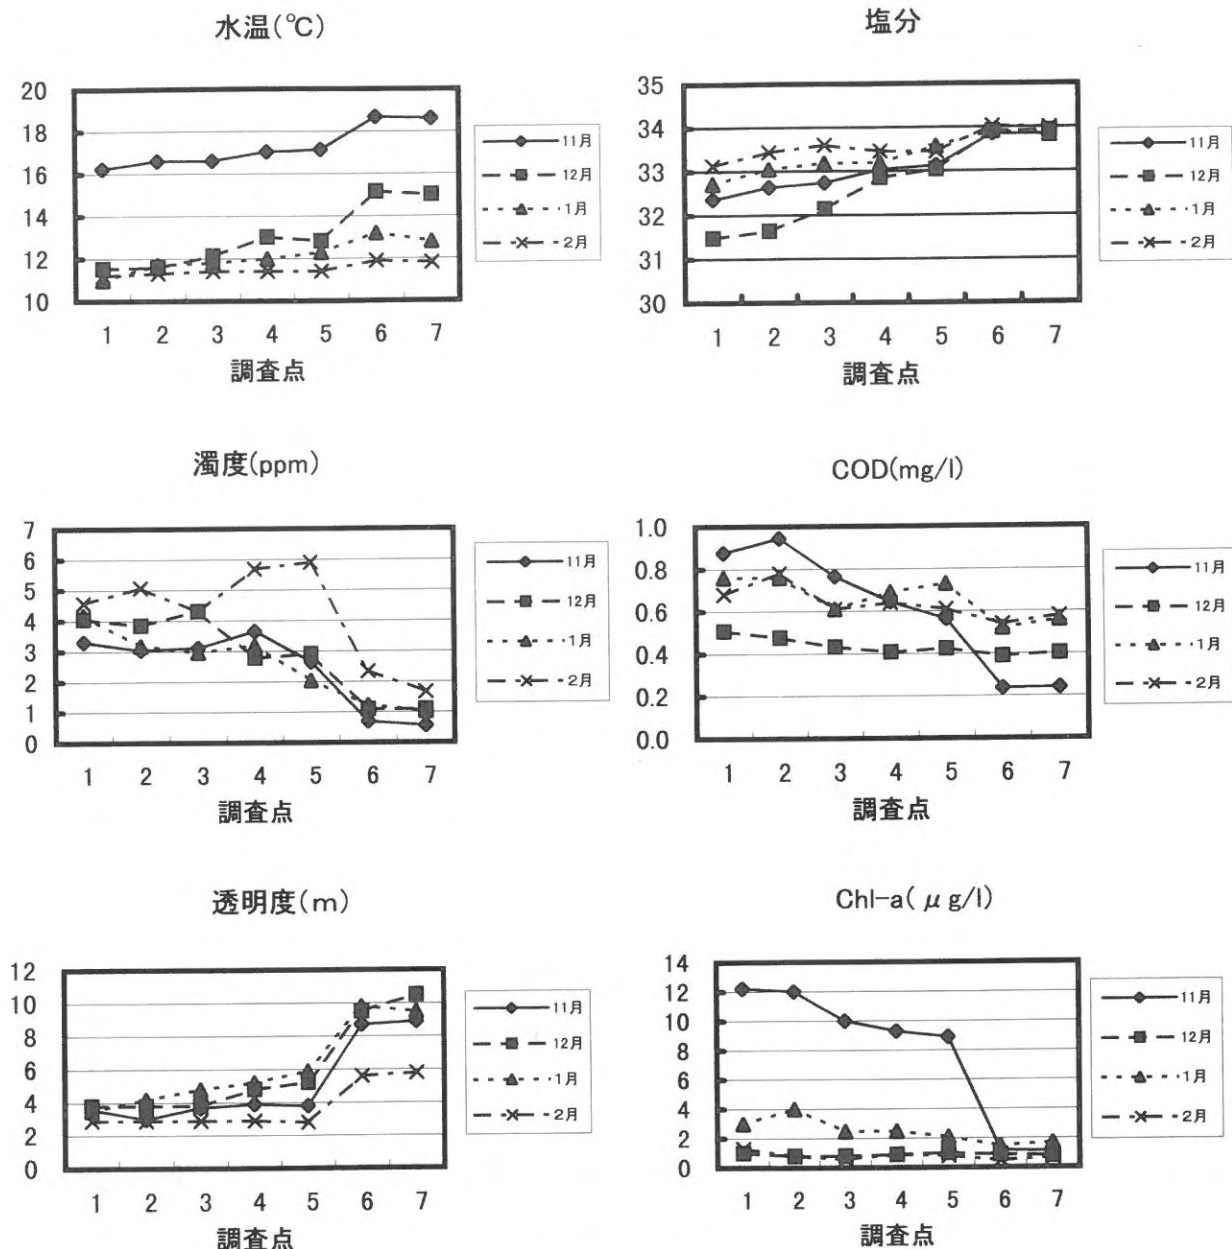 水温(℃)
20
18
16
14
12
10
1 2 3 4 5 6 7
調査点
11月
12月
1月
2月
塩分
35
34
33
32
31
30
1 2 3 4 5 6 7
調査点
11月
12月
1月
2月
濁度(ppm)
7
6
5
4
3
2
1
0
1 2 3 4 5 6 7
調査点
11月
12月
1月
2月
COD(mg/l)
1.0
0.8
0.6
0.4
0.2
0.0
1 2 3 4 5 6 7
調査点
11月
12月
1月
2月
透明度(m)
12
10
8
6
4
2
0
1 2 3 4 5 6 7
調査点
11月
12月
1月
2月
Chl-a(μg/l)
14
12
10
8
6
4
2
0
1 2 3 4 5 6 7
調査点
11月
12月
1月
2月